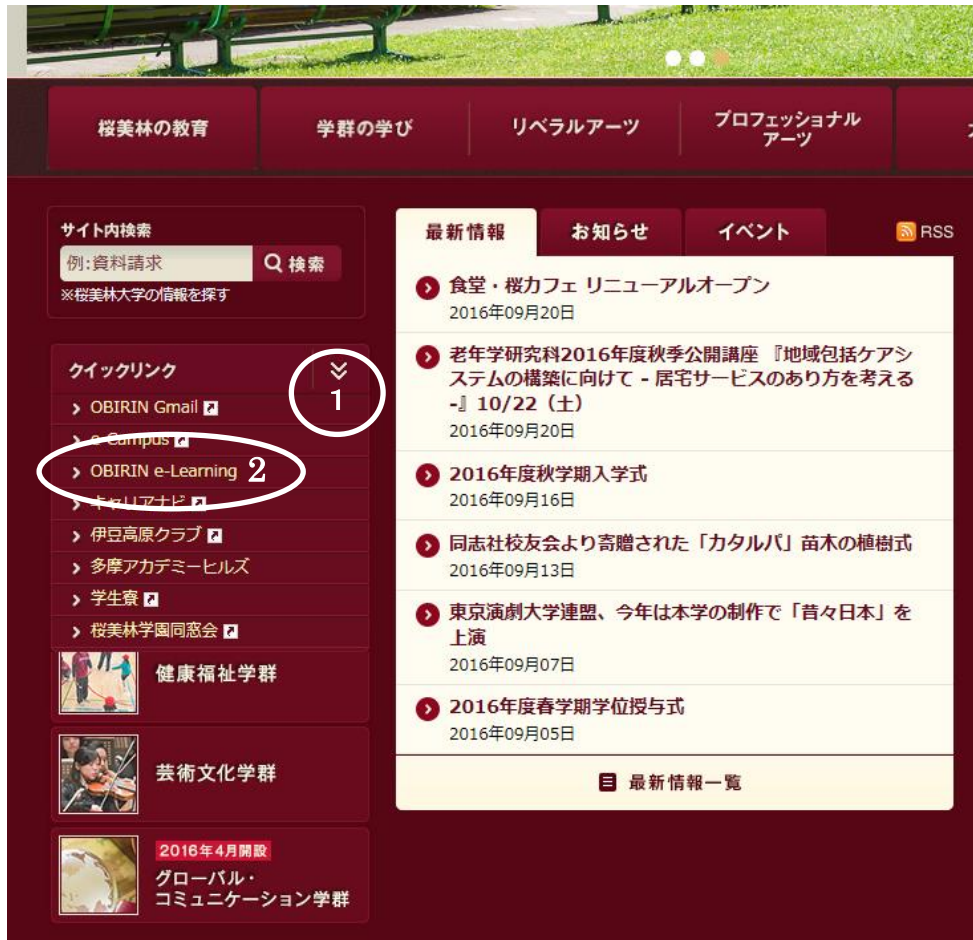 桜美林の教育
学群の学び
リベラルアーツ
プロフェッショナル
アーツ
サイト内検索
例:資料請求
検索
※桜美林大学の情報を探す
クイックリンク
1
OBIRIN Gmail
e-Campus
OBIRIN e-Learning 2
キャリアナビ
伊豆高原クラブ
多摩アカデミーヒルズ
学生寮
桜美林学園同窓会
健康福祉学群
芸術文化学群
2016年4月開設
グローバル・
コミュニケーション学群
最新情報
お知らせ
イベント
RSS
食堂・桜カフェ リニューアルオープン
2016年09月20日
老年学研究科2016年度秋季公開講座 『地域包括ケアシ
ステムの構築に向けて - 居宅サービスのあり方を考える
-』10/22（土）
2016年09月20日
2016年度秋学期入学式
2016年09月16日
同志社校友会より寄贈された「カタルパ」苗木の植樹式
2016年09月13日
東京演劇大学連盟、今年は本学の制作で「昔々日本」を
上演
2016年09月07日
2016年度春学期学位授与式
2016年09月05日
最新情報一覧